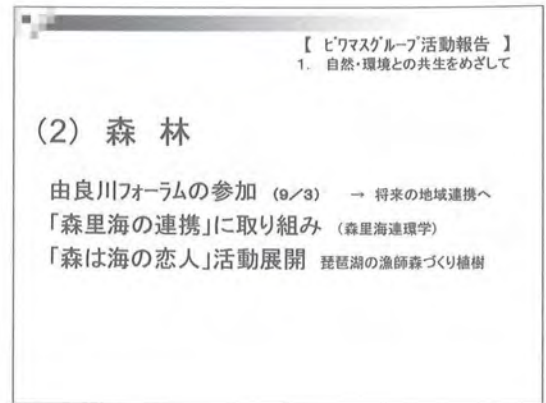 【 ビワマスグループ活動報告 】
1. 自然・環境との共生をめざして
(2) 森 林
由良川フォーラムの参加 (9/3) → 将来の地域連携へ
「森里海の連携」に取り組み (森里海連環学)
「森は海の恋人」活動展開 琵琶湖の漁師森づくり植樹